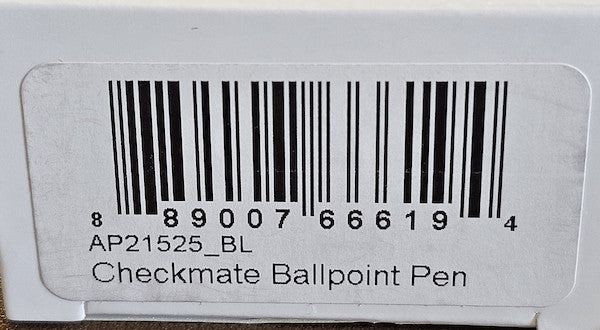 8 89007 66619 4
AP21525_BL
Checkmate Ballpoint Pen